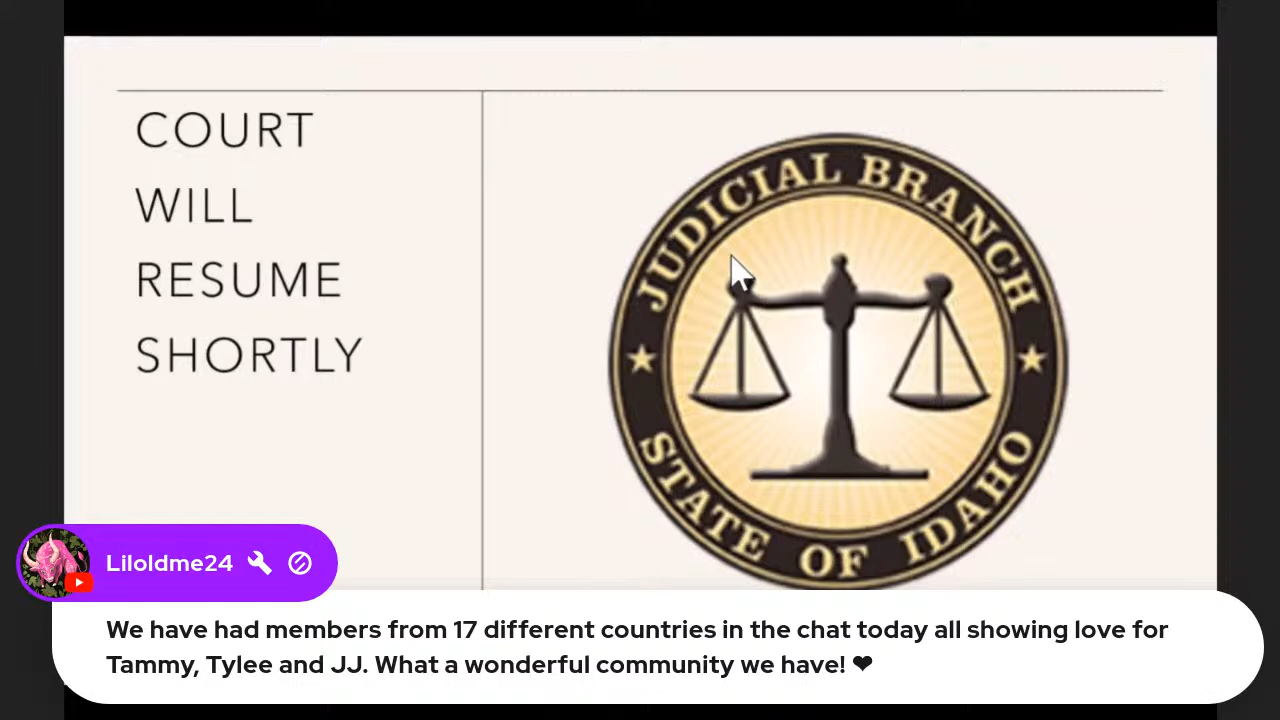 COURT
WILL
RESUME
SHORTLY
JUDICIAL BRANCH
STATE OF IDAHO
Liloldme24
We have had members from 17 different countries in the chat today all showing love for
Tammy, Tylee and JJ. What a wonderful community we have! ❤